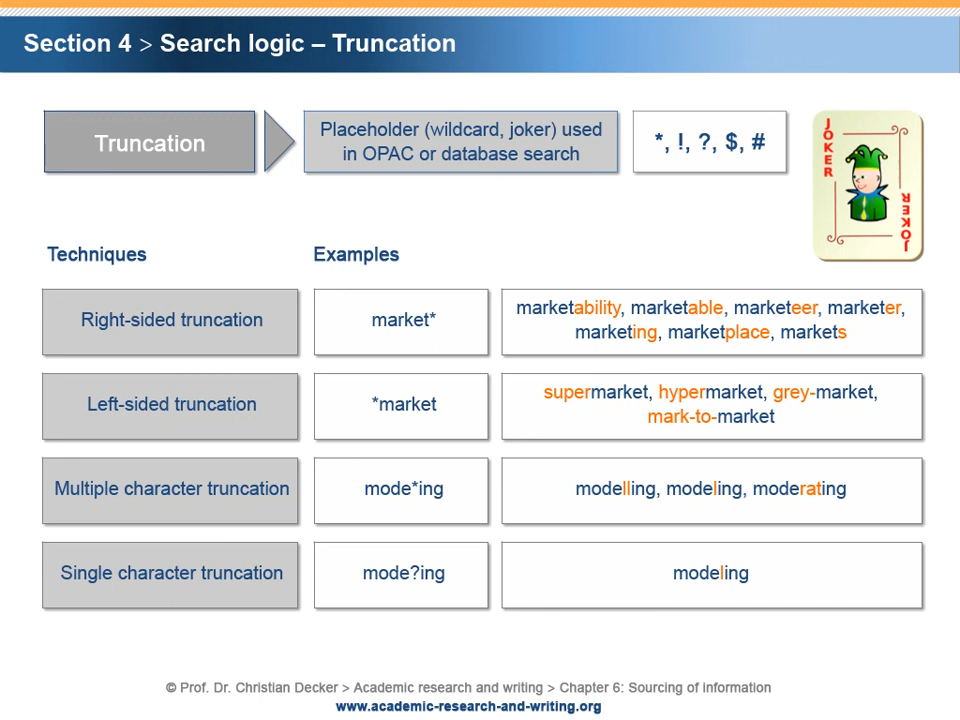 Section 4 > Search logic – Truncation
Truncation
Placeholder (wildcard, joker) used
in OPAC or database search
*, !, ?, $, #
JOKER
JOKER
Techniques
Examples
Right-sided truncation
market*
marketability, marketable, marketeer, marketer,
marketing, marketplace, markets
Left-sided truncation
*market
supermarket, hypermarket, grey-market,
mark-to-market
Multiple character truncation
mode*ing
modelling, modeling, moderating
Single character truncation
mode?ing
modeling
© Prof. Dr. Christian Decker > Academic research and writing > Chapter 6: Sourcing of information
www.academic-research-and-writing.org